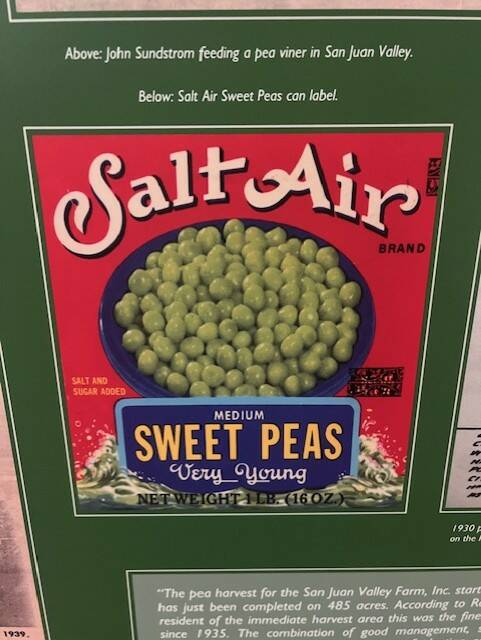 Above: John Sundstrom feeding a pea viner in San Juan Valley.
Below: Salt Air Sweet Peas can label.
Salt Air
BRAND
SALT AND
SUGAR ADDED
MEDIUM
SWEET PEAS
Very Young
NET WEIGHT 1 LB. (16 OZ.)
1930
on the
"The pea harvest for the San Juan Valley Farm, Inc. start
has just been completed on 485 acres. According to
resident of the immediate harvest area this was the fine
since 1935. The combination of good management,
1939.